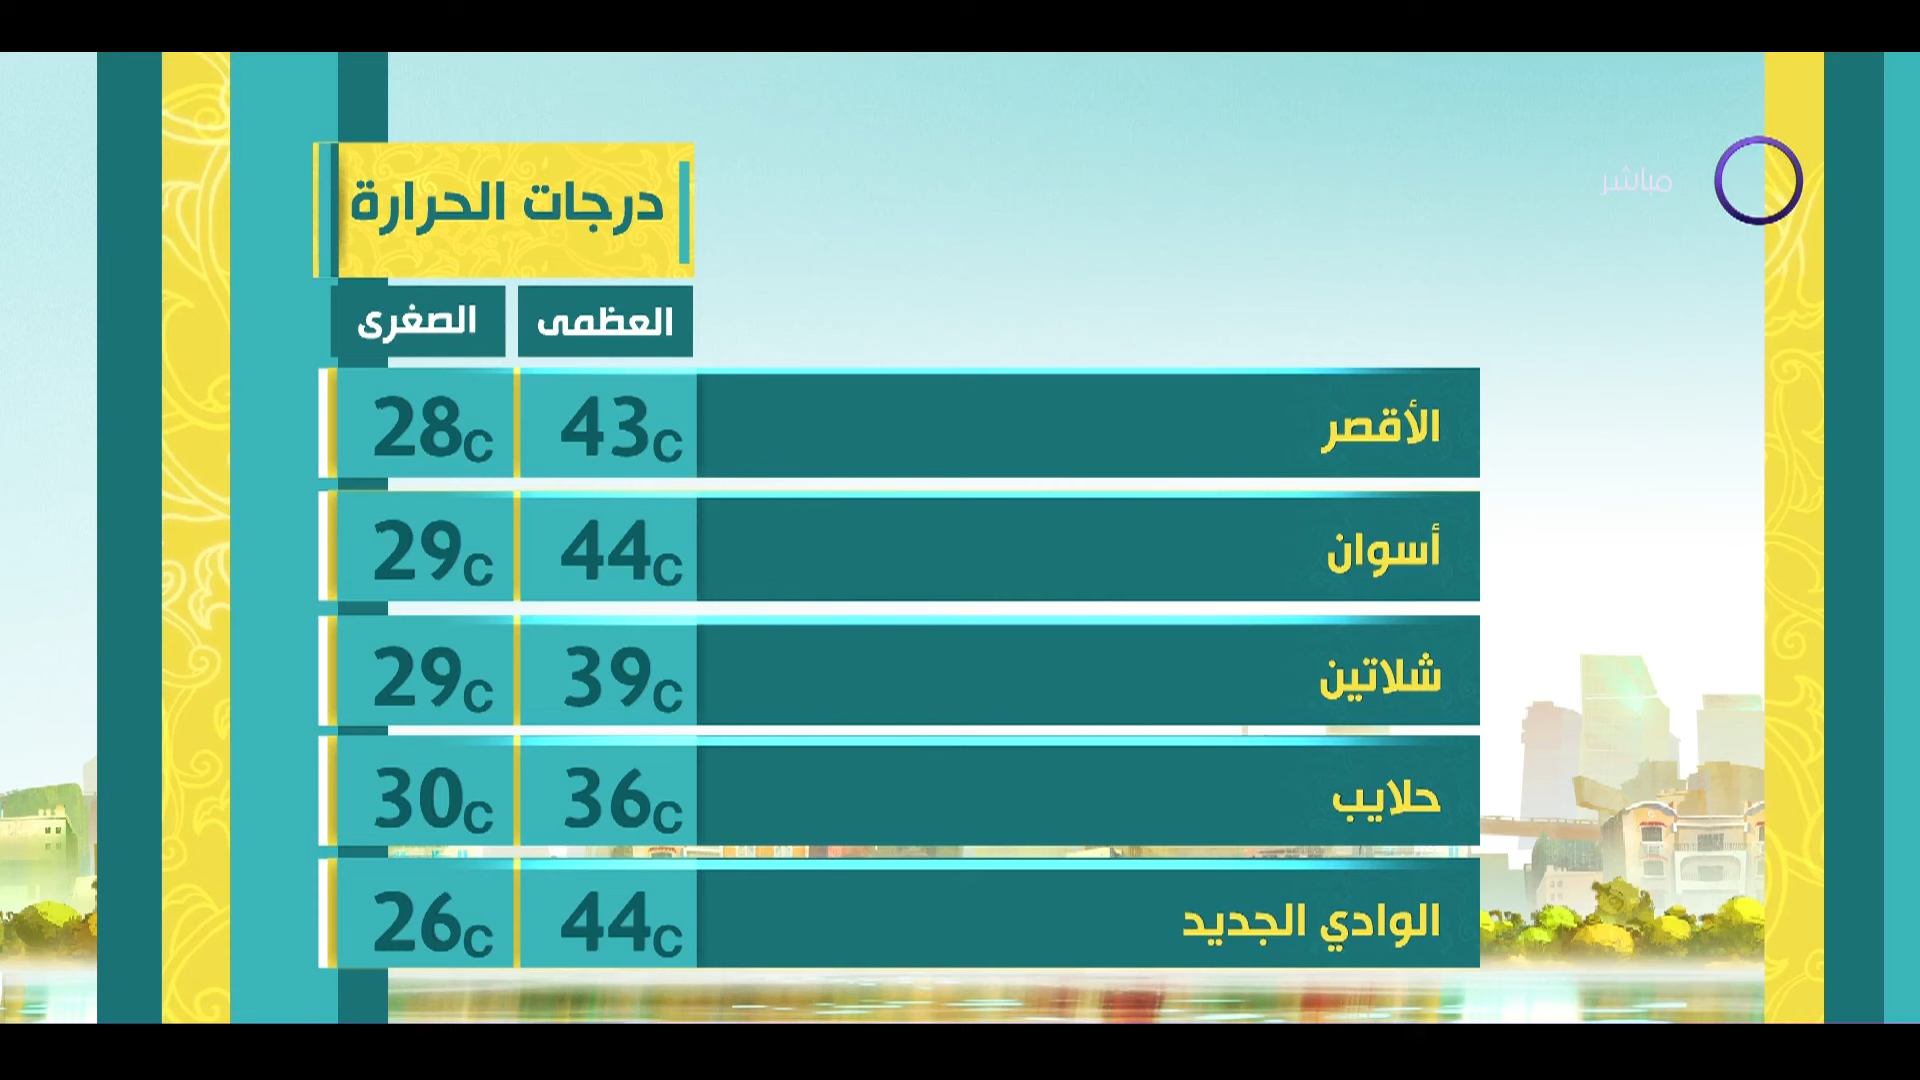 مباشر
درجات الحرارة
العظمى الصغرى
الأقصر 43c 28c
أسوان 44c 29c
شلاتين 39c 29c
حلايب 36c 30c
الوادي الجديد 44c 26c